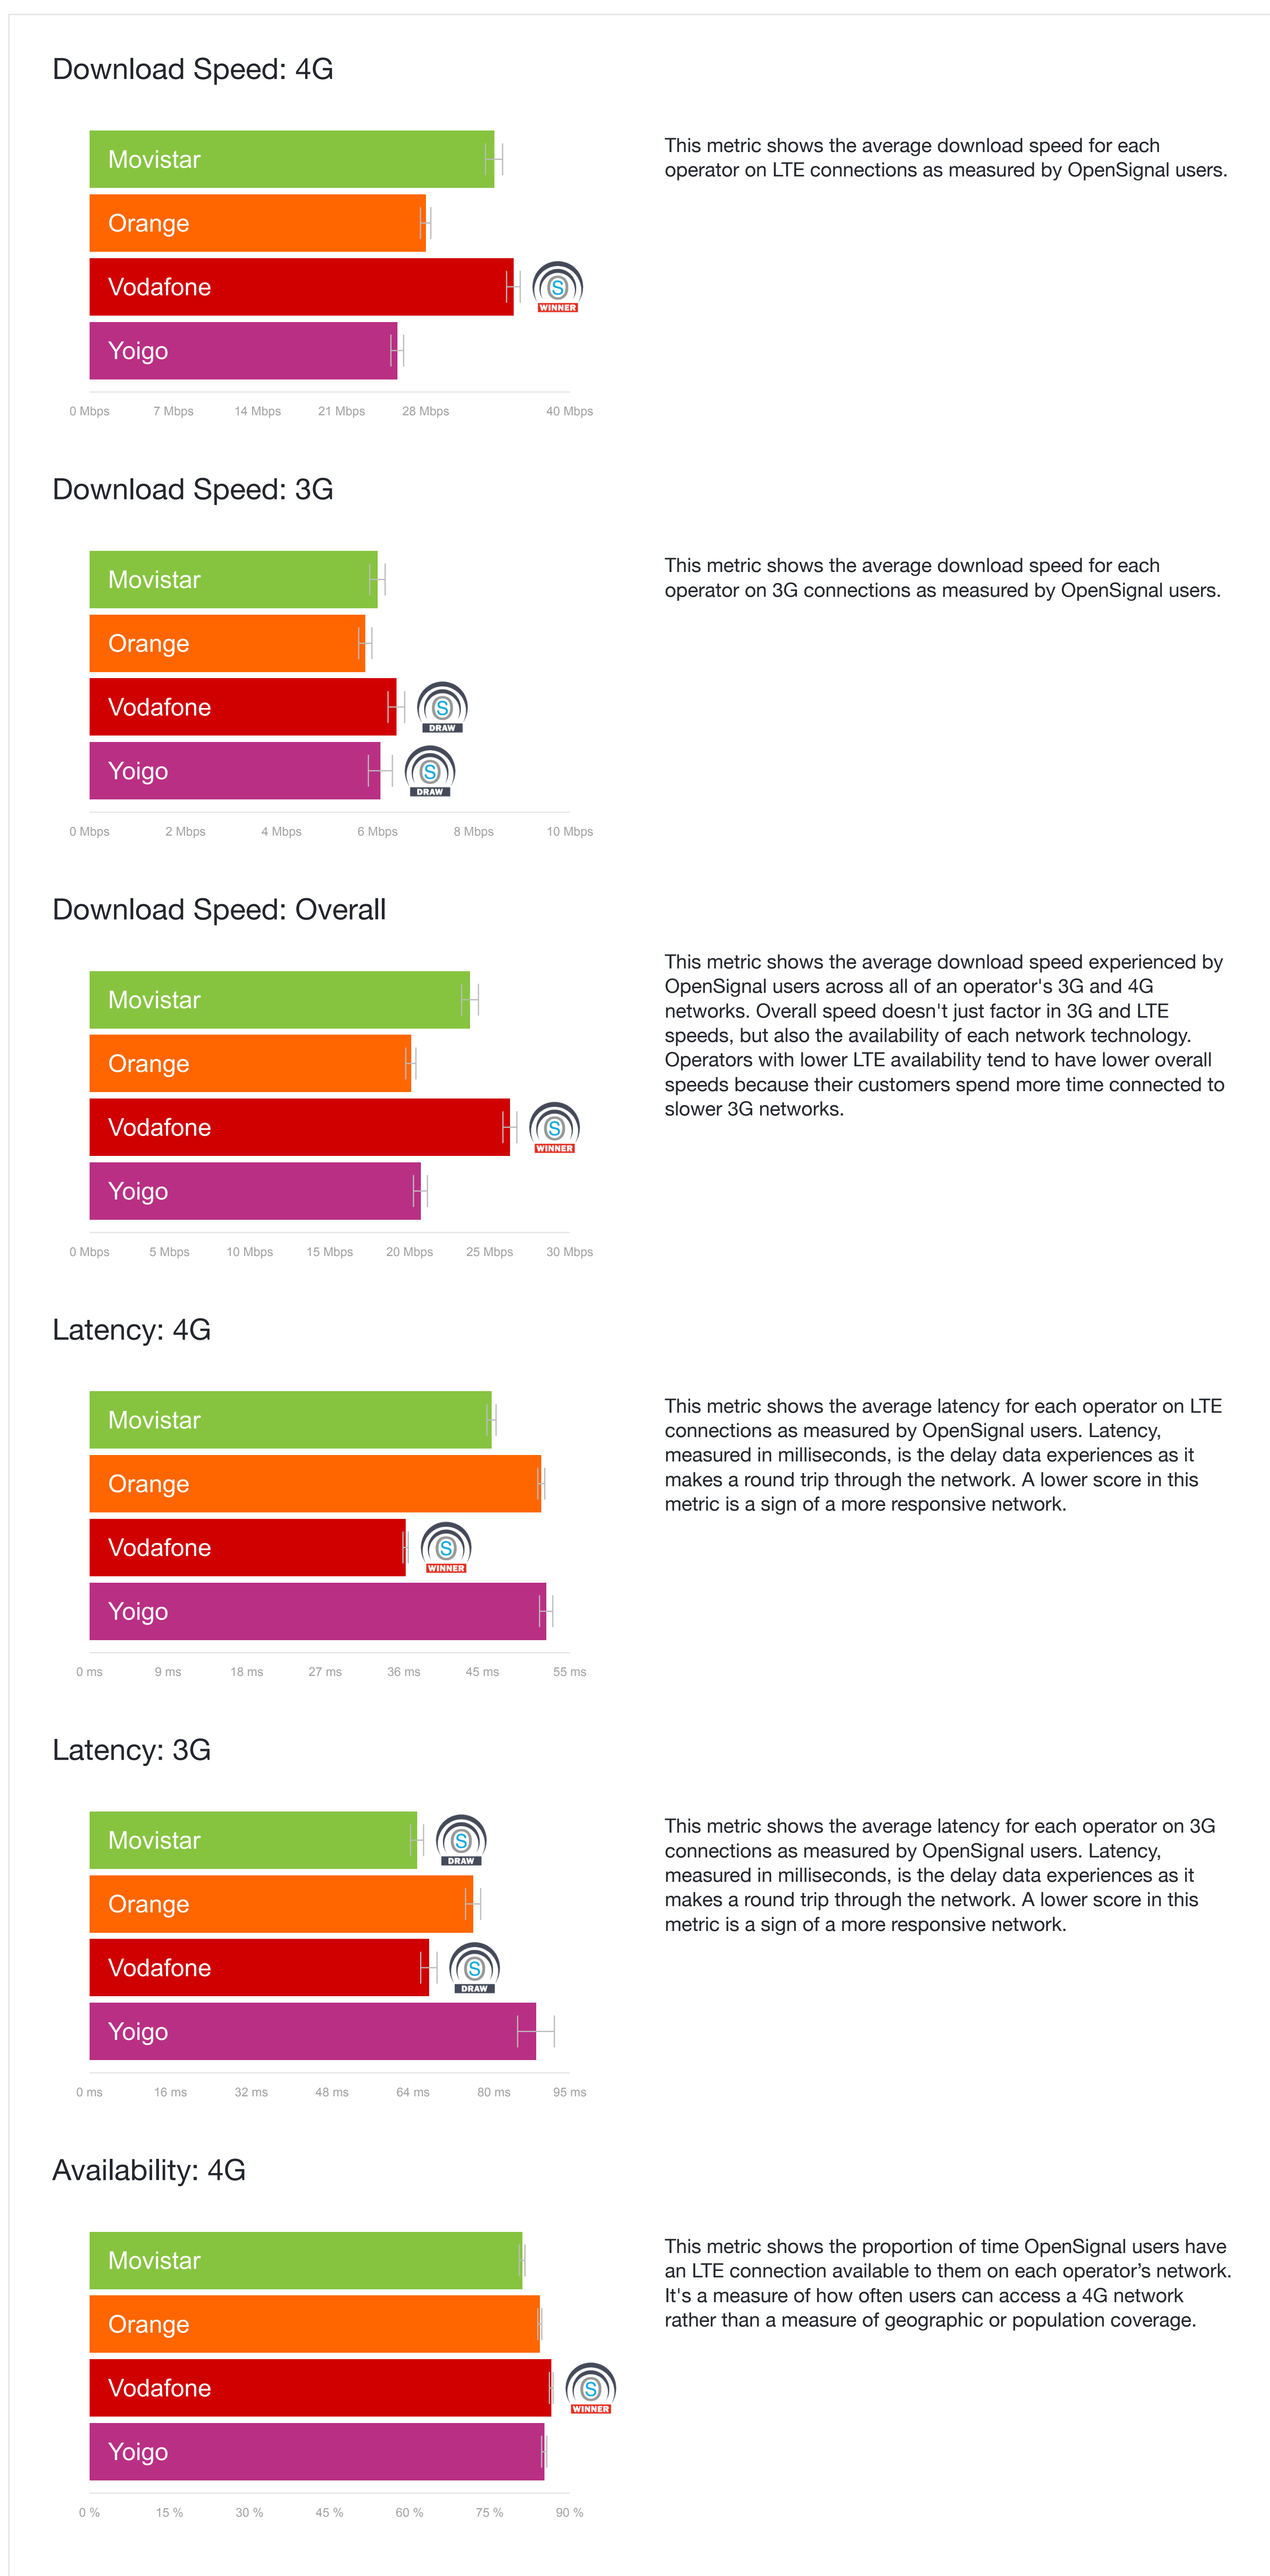 Download Speed: 4G
Movistar
Orange
Vodafone
WINNER
Yoigo
0 Mbps 7 Mbps 14 Mbps 21 Mbps 28 Mbps 40 Mbps
This metric shows the average download speed for each
operator on LTE connections as measured by OpenSignal users.
Download Speed: 3G
Movistar
Orange
Vodafone
DRAW
Yoigo
DRAW
0 Mbps 2 Mbps 4 Mbps 6 Mbps 8 Mbps 10 Mbps
This metric shows the average download speed for each
operator on 3G connections as measured by OpenSignal users.
Download Speed: Overall
Movistar
Orange
Vodafone
WINNER
Yoigo
0 Mbps 5 Mbps 10 Mbps 15 Mbps 20 Mbps 25 Mbps 30 Mbps
This metric shows the average download speed experienced by
OpenSignal users across all of an operator's 3G and 4G
networks. Overall speed doesn't just factor in 3G and LTE
speeds, but also the availability of each network technology.
Operators with lower LTE availability tend to have lower overall
speeds because their customers spend more time connected to
slower 3G networks.
Latency: 4G
Movistar
Orange
Vodafone
WINNER
Yoigo
0 ms 9 ms 18 ms 27 ms 36 ms 45 ms 55 ms
This metric shows the average latency for each operator on LTE
connections as measured by OpenSignal users. Latency,
measured in milliseconds, is the delay data experiences as it
makes a round trip through the network. A lower score in this
metric is a sign of a more responsive network.
Latency: 3G
Movistar
DRAW
Orange
Vodafone
DRAW
Yoigo
0 ms 16 ms 32 ms 48 ms 64 ms 80 ms 95 ms
This metric shows the average latency for each operator on 3G
connections as measured by OpenSignal users. Latency,
measured in milliseconds, is the delay data experiences as it
makes a round trip through the network. A lower score in this
metric is a sign of a more responsive network.
Availability: 4G
Movistar
Orange
Vodafone
WINNER
Yoigo
0 % 15 % 30 % 45 % 60 % 75 % 90 %
This metric shows the proportion of time OpenSignal users have
an LTE connection available to them on each operator’s network.
It's a measure of how often users can access a 4G network
rather than a measure of geographic or population coverage.